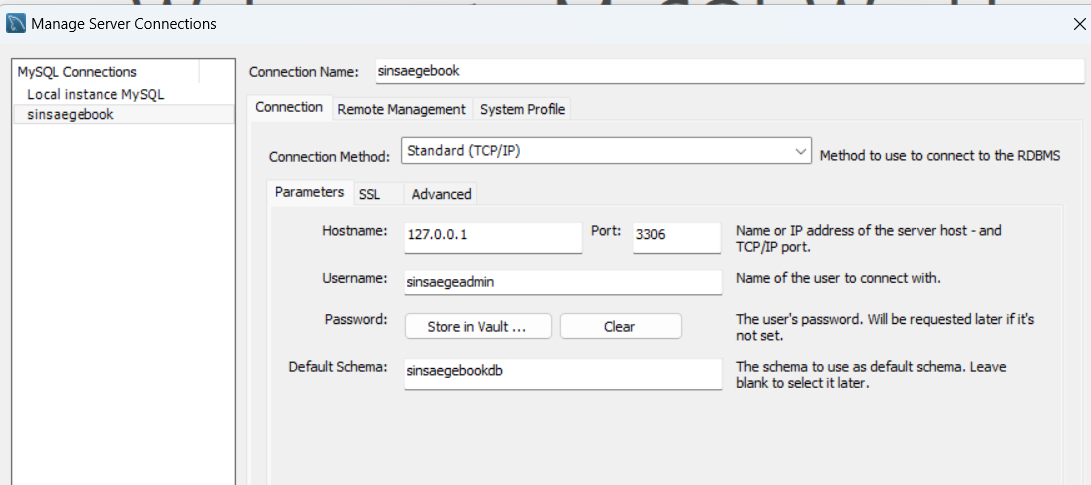 Manage Server Connections
MySQL Connections
Local instance MySQL
sinsaegebook
Connection Name: sinsaegebook
Connection Remote Management System Profile
Connection Method: Standard (TCP/IP) Method to use to connect to the RDBMS
Parameters SSL Advanced
Hostname: 127.0.0.1 Port: 3306 Name or IP address of the server host - and
TCP/IP port.
Username: sinsaegeadmin Name of the user to connect with.
Password: Store in Vault ... Clear The user's password. Will be requested later if it's
not set.
Default Schema: sinsaegebookdb The schema to use as default schema. Leave
blank to select it later.